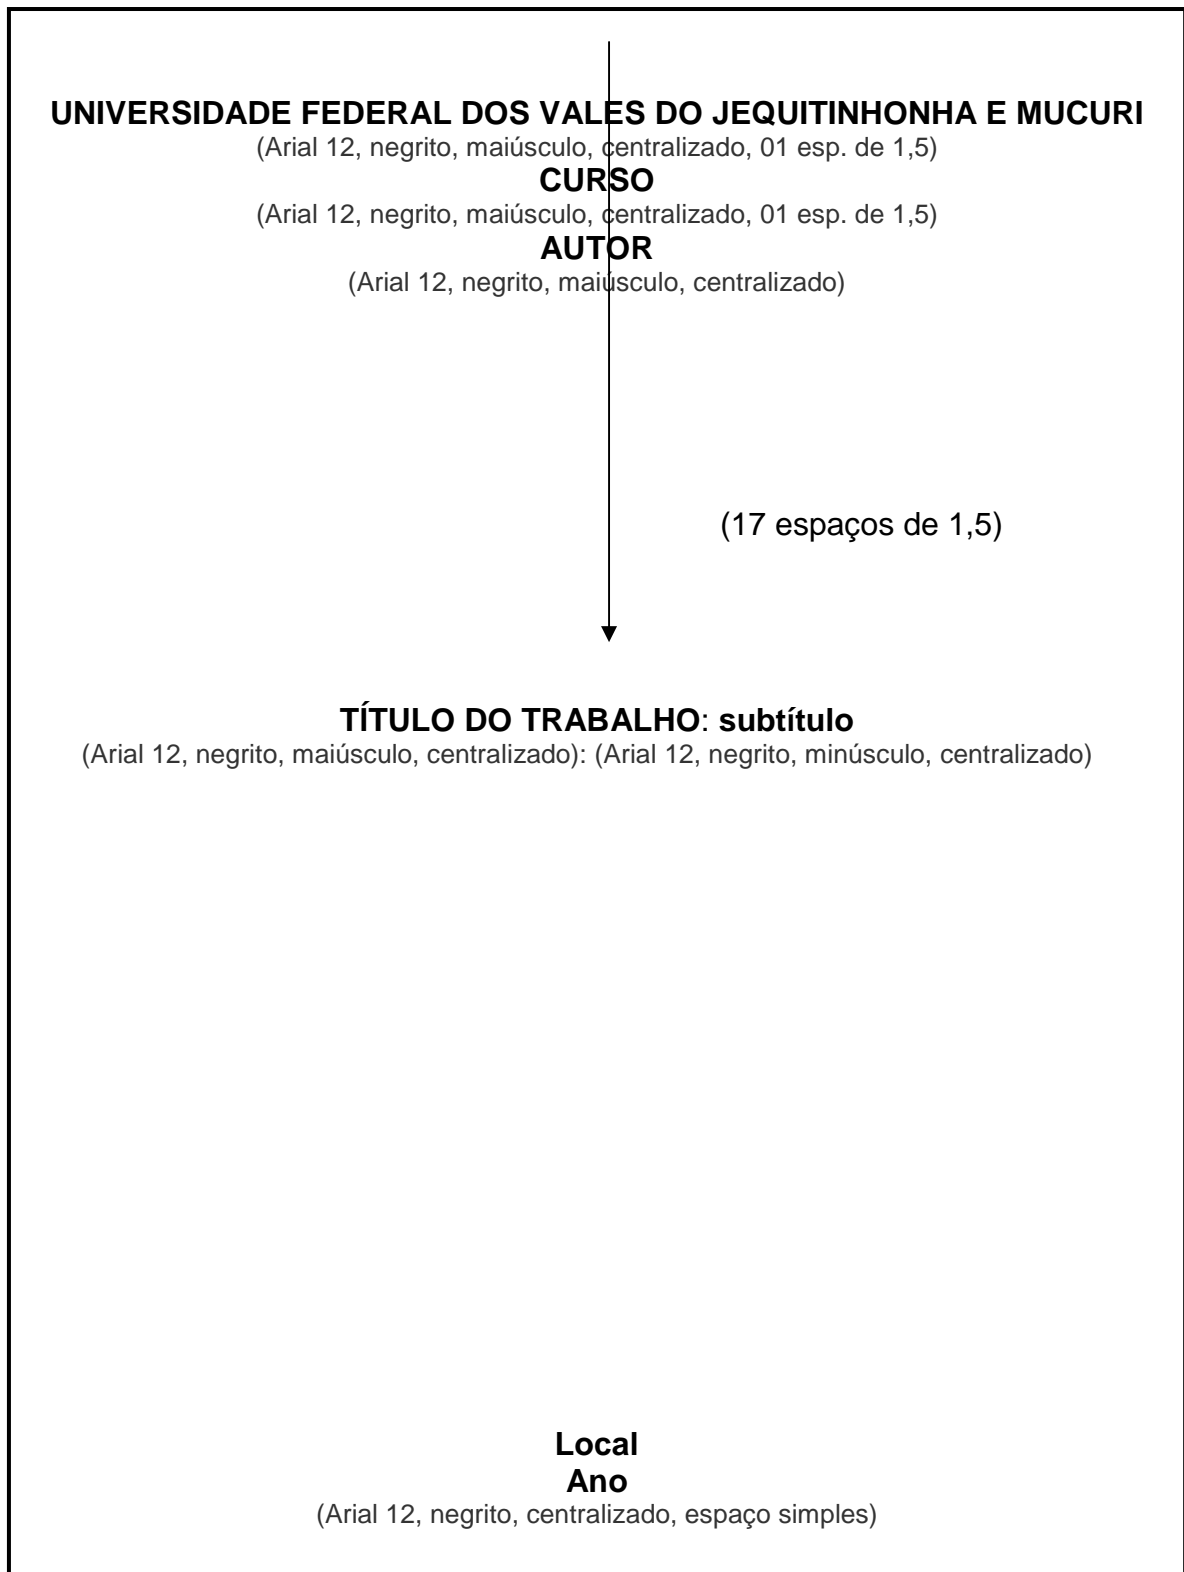 UNIVERSIDADE FEDERAL DOS VALES DO JEQUITINHONHA E MUCURI
(Arial 12, negrito, maiúsculo, centralizado, 01 esp. de 1,5)
CURSO
(Arial 12, negrito, maiúsculo, centralizado, 01 esp. de 1,5)
AUTOR
(Arial 12, negrito, maiúsculo, centralizado)
(17 espaços de 1,5)
TÍTULO DO TRABALHO: subtítulo
(Arial 12, negrito, maiúsculo, centralizado): (Arial 12, negrito, minúsculo, centralizado)
Local
Ano
(Arial 12, negrito, centralizado, espaço simples)